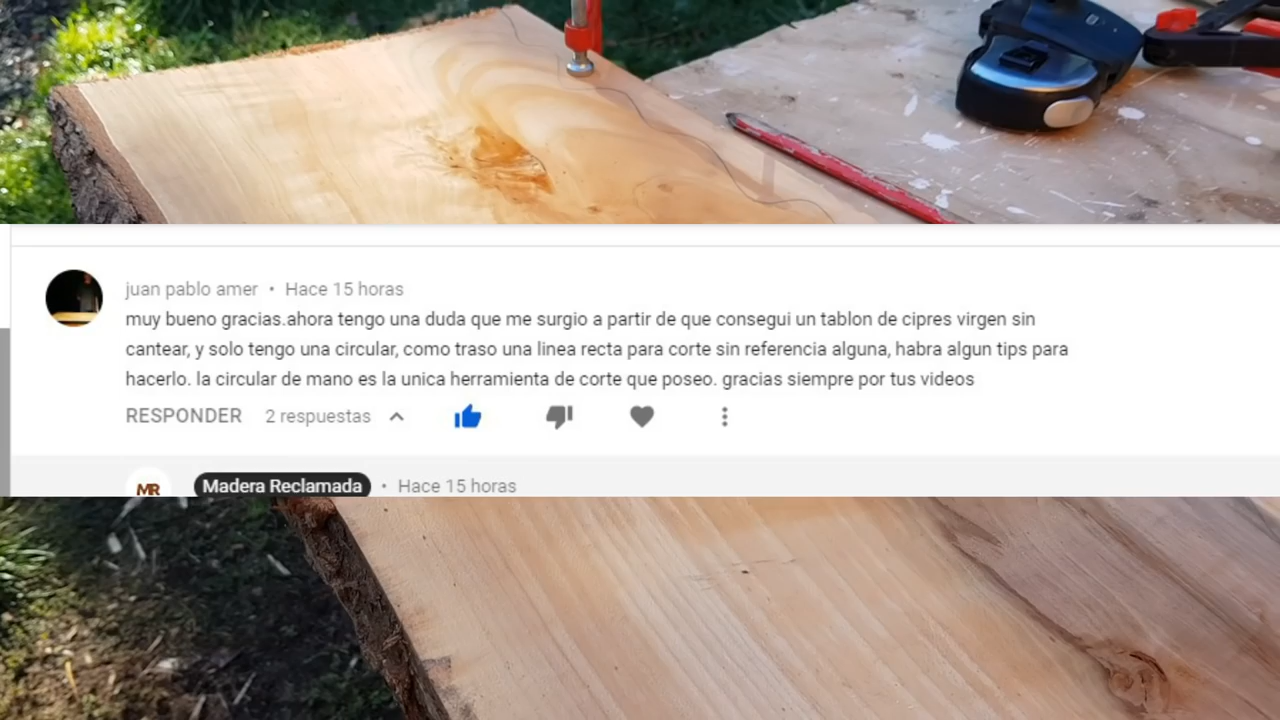 juan pablo amer • Hace 15 horas
muy bueno gracias.ahora tengo una duda que me surgio a partir de que consegui un tablon de cipres virgen sin
cantear, y solo tengo una circular, como traso una linea recta para corte sin referencia alguna, habra algun tips para
hacerlo. la circular de mano es la unica herramienta de corte que poseo. gracias siempre por tus videos
RESPONDER 2 respuestas
MR Madera Reclamada • Hace 15 horas